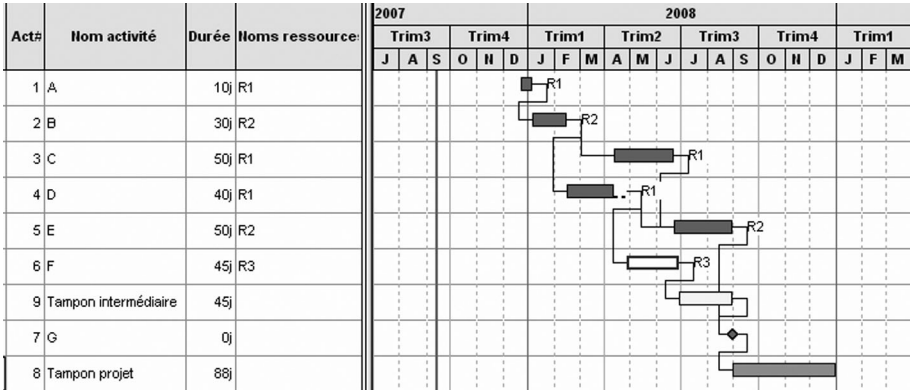 2007 2008
Act# Nom activité Durée Noms ressource: Trim3 Trim4 Trim1 Trim2 Trim3 Trim4 Trim1
J A S O N D J F M A M J J A S O N D J F M
1 A 10j R1 R1
2 B 30j R2 R2
3 C 50j R1 R1
4 D 40j R1 R1
5 E 50j R2 R2
6 F 45j R3 R3
9 Tampon intermédiaire 45j
7 G 0j
8 Tampon projet 88j